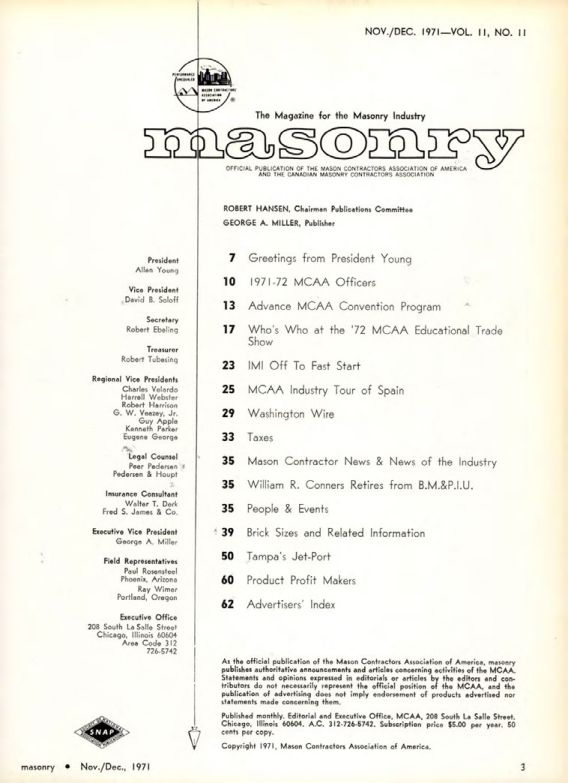 NOV./DEC. 1971—VOL. 11, NO. 11
PERFORMANCE
UNEQUALED
MASON CONTRACTORS
ASSOCIATION
OF AMERICA
®
The Magazine for the Masonry Industry
masonry
OFFICIAL PUBLICATION OF THE MASON CONTRACTORS ASSOCIATION OF AMERICA
AND THE CANADIAN MASONRY CONTRACTORS ASSOCIATION
ROBERT HANSEN, Chairman Publications Committee
GEORGE A. MILLER, Publisher
President
Allen Young
Vice President
David B. Soloff
Secretary
Robert Ebeling
Treasurer
Robert Tubesing
Regional Vice Presidents
Charles Velardo
Harrell Webster
Robert Harrison
G. W. Veazey, Jr.
Guy Apple
Kenneth Parker
Eugene George
Legal Counsel
Peer Pedersen
Pedersen & Houpt
Insurance Consultant
Walter T. Derk
Fred S. James & Co.
Executive Vice President
George A. Miller
Field Representatives
Paul Rosensteel
Phoenix, Arizona
Ray Wimer
Portland, Oregon
Executive Office
208 South La Salle Street
Chicago, Illinois 60604
Area Code 312
726-5742
7 Greetings from President Young
10 1971-72 MCAA Officers
13 Advance MCAA Convention Program
17 Who's Who at the '72 MCAA Educational Trade
Show
23 IMI Off To Fast Start
25 MCAA Industry Tour of Spain
29 Washington Wire
33 Taxes
35 Mason Contractor News & News of the Industry
35 William R. Conners Retires from B.M.&P.I.U.
35 People & Events
39 Brick Sizes and Related Information
50 Tampa's Jet-Port
60 Product Profit Makers
62 Advertisers' Index
As the official publication of the Mason Contractors Association of America, masonry
publishes authoritative announcements and articles concerning activities of the MCAA.
Statements and opinions expressed in editorials or articles by the editors and con-
tributors do not necessarily represent the official position of the MCAA, and the
publication of advertising does not imply endorsement of products advertised nor
statements made concerning them.
Published monthly. Editorial and Executive Office, MCAA, 208 South La Salle Street,
Chicago, Illinois 60604. A.C. 312-726-5742. Subscription price $5.00 per year. 50
cents per copy.
Copyright 1971, Mason Contractors Association of America.
SNAP
masonry • Nov./Dec., 1971
3